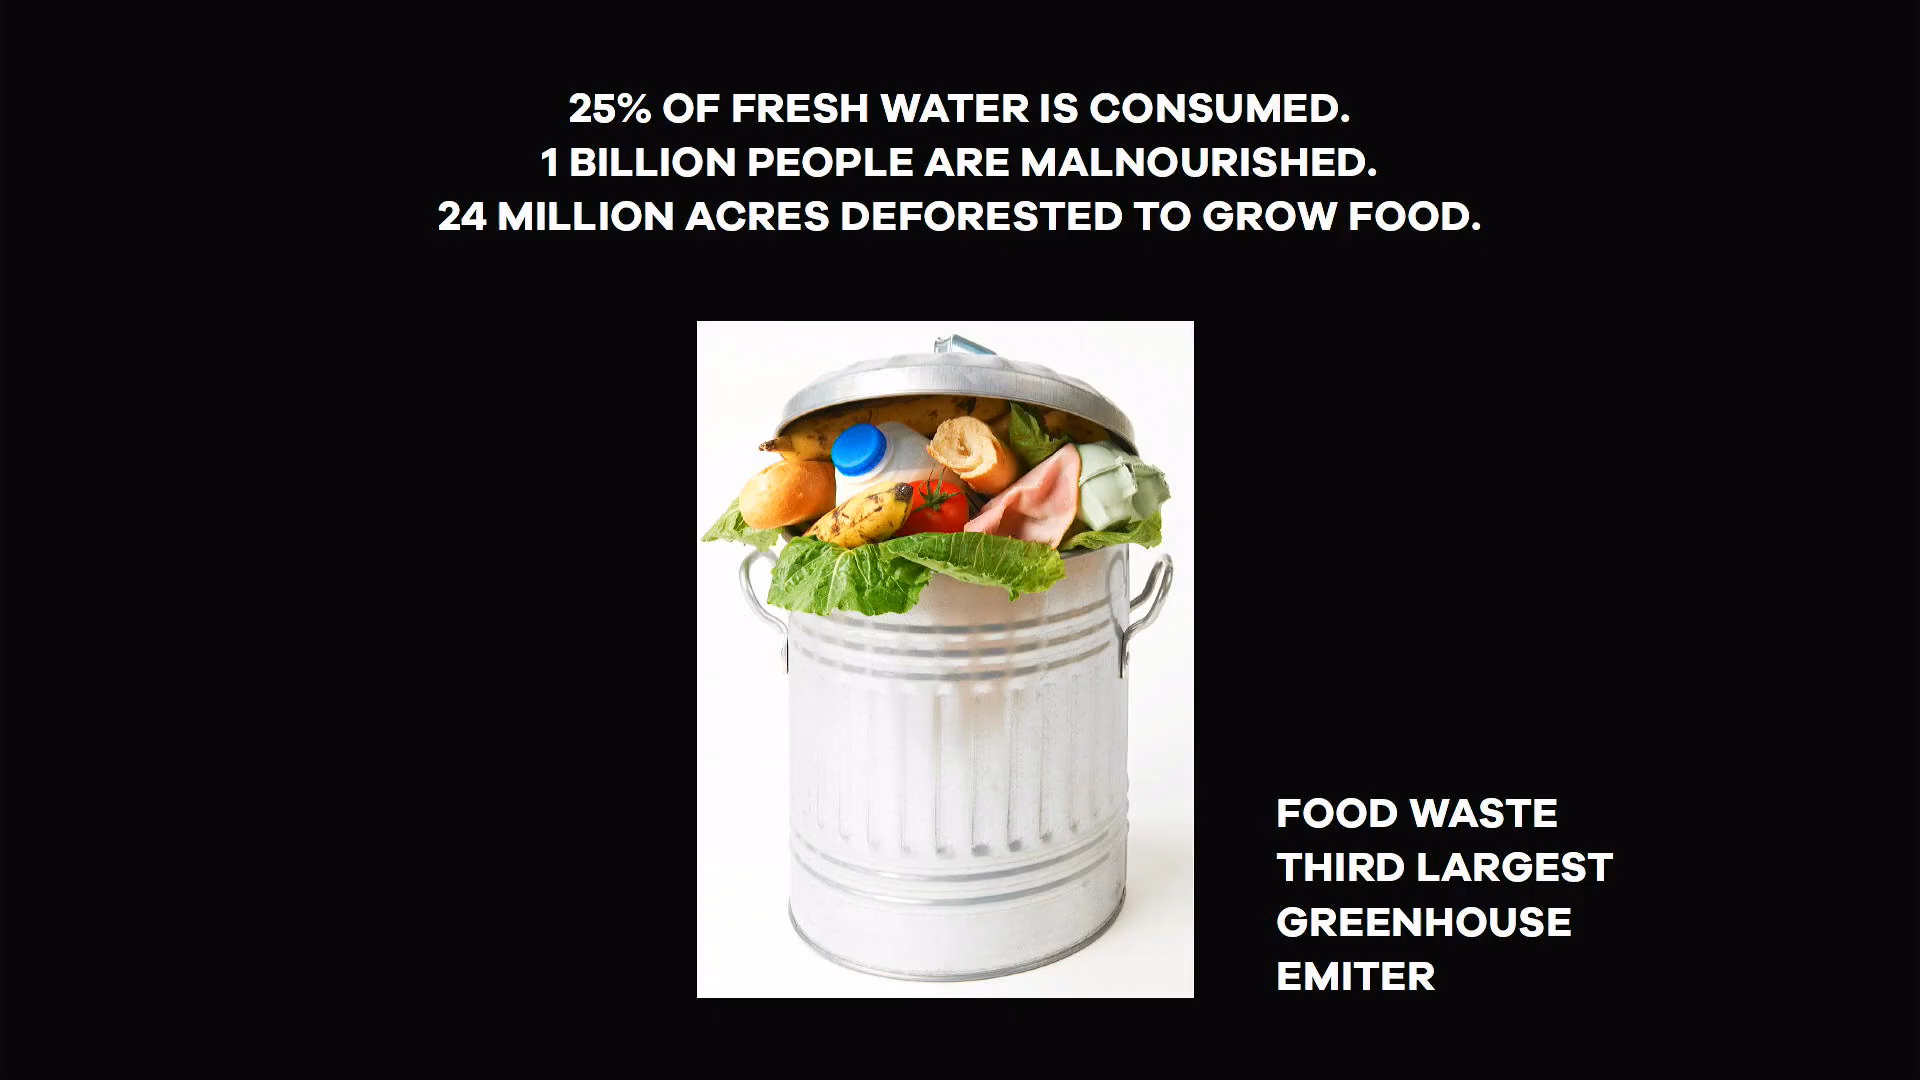 25% OF FRESH WATER IS CONSUMED.
1 BILLION PEOPLE ARE MALNOURISHED.
24 MILLION ACRES DEFORESTED TO GROW FOOD.
FOOD WASTE
THIRD LARGEST
GREENHOUSE
EMITER